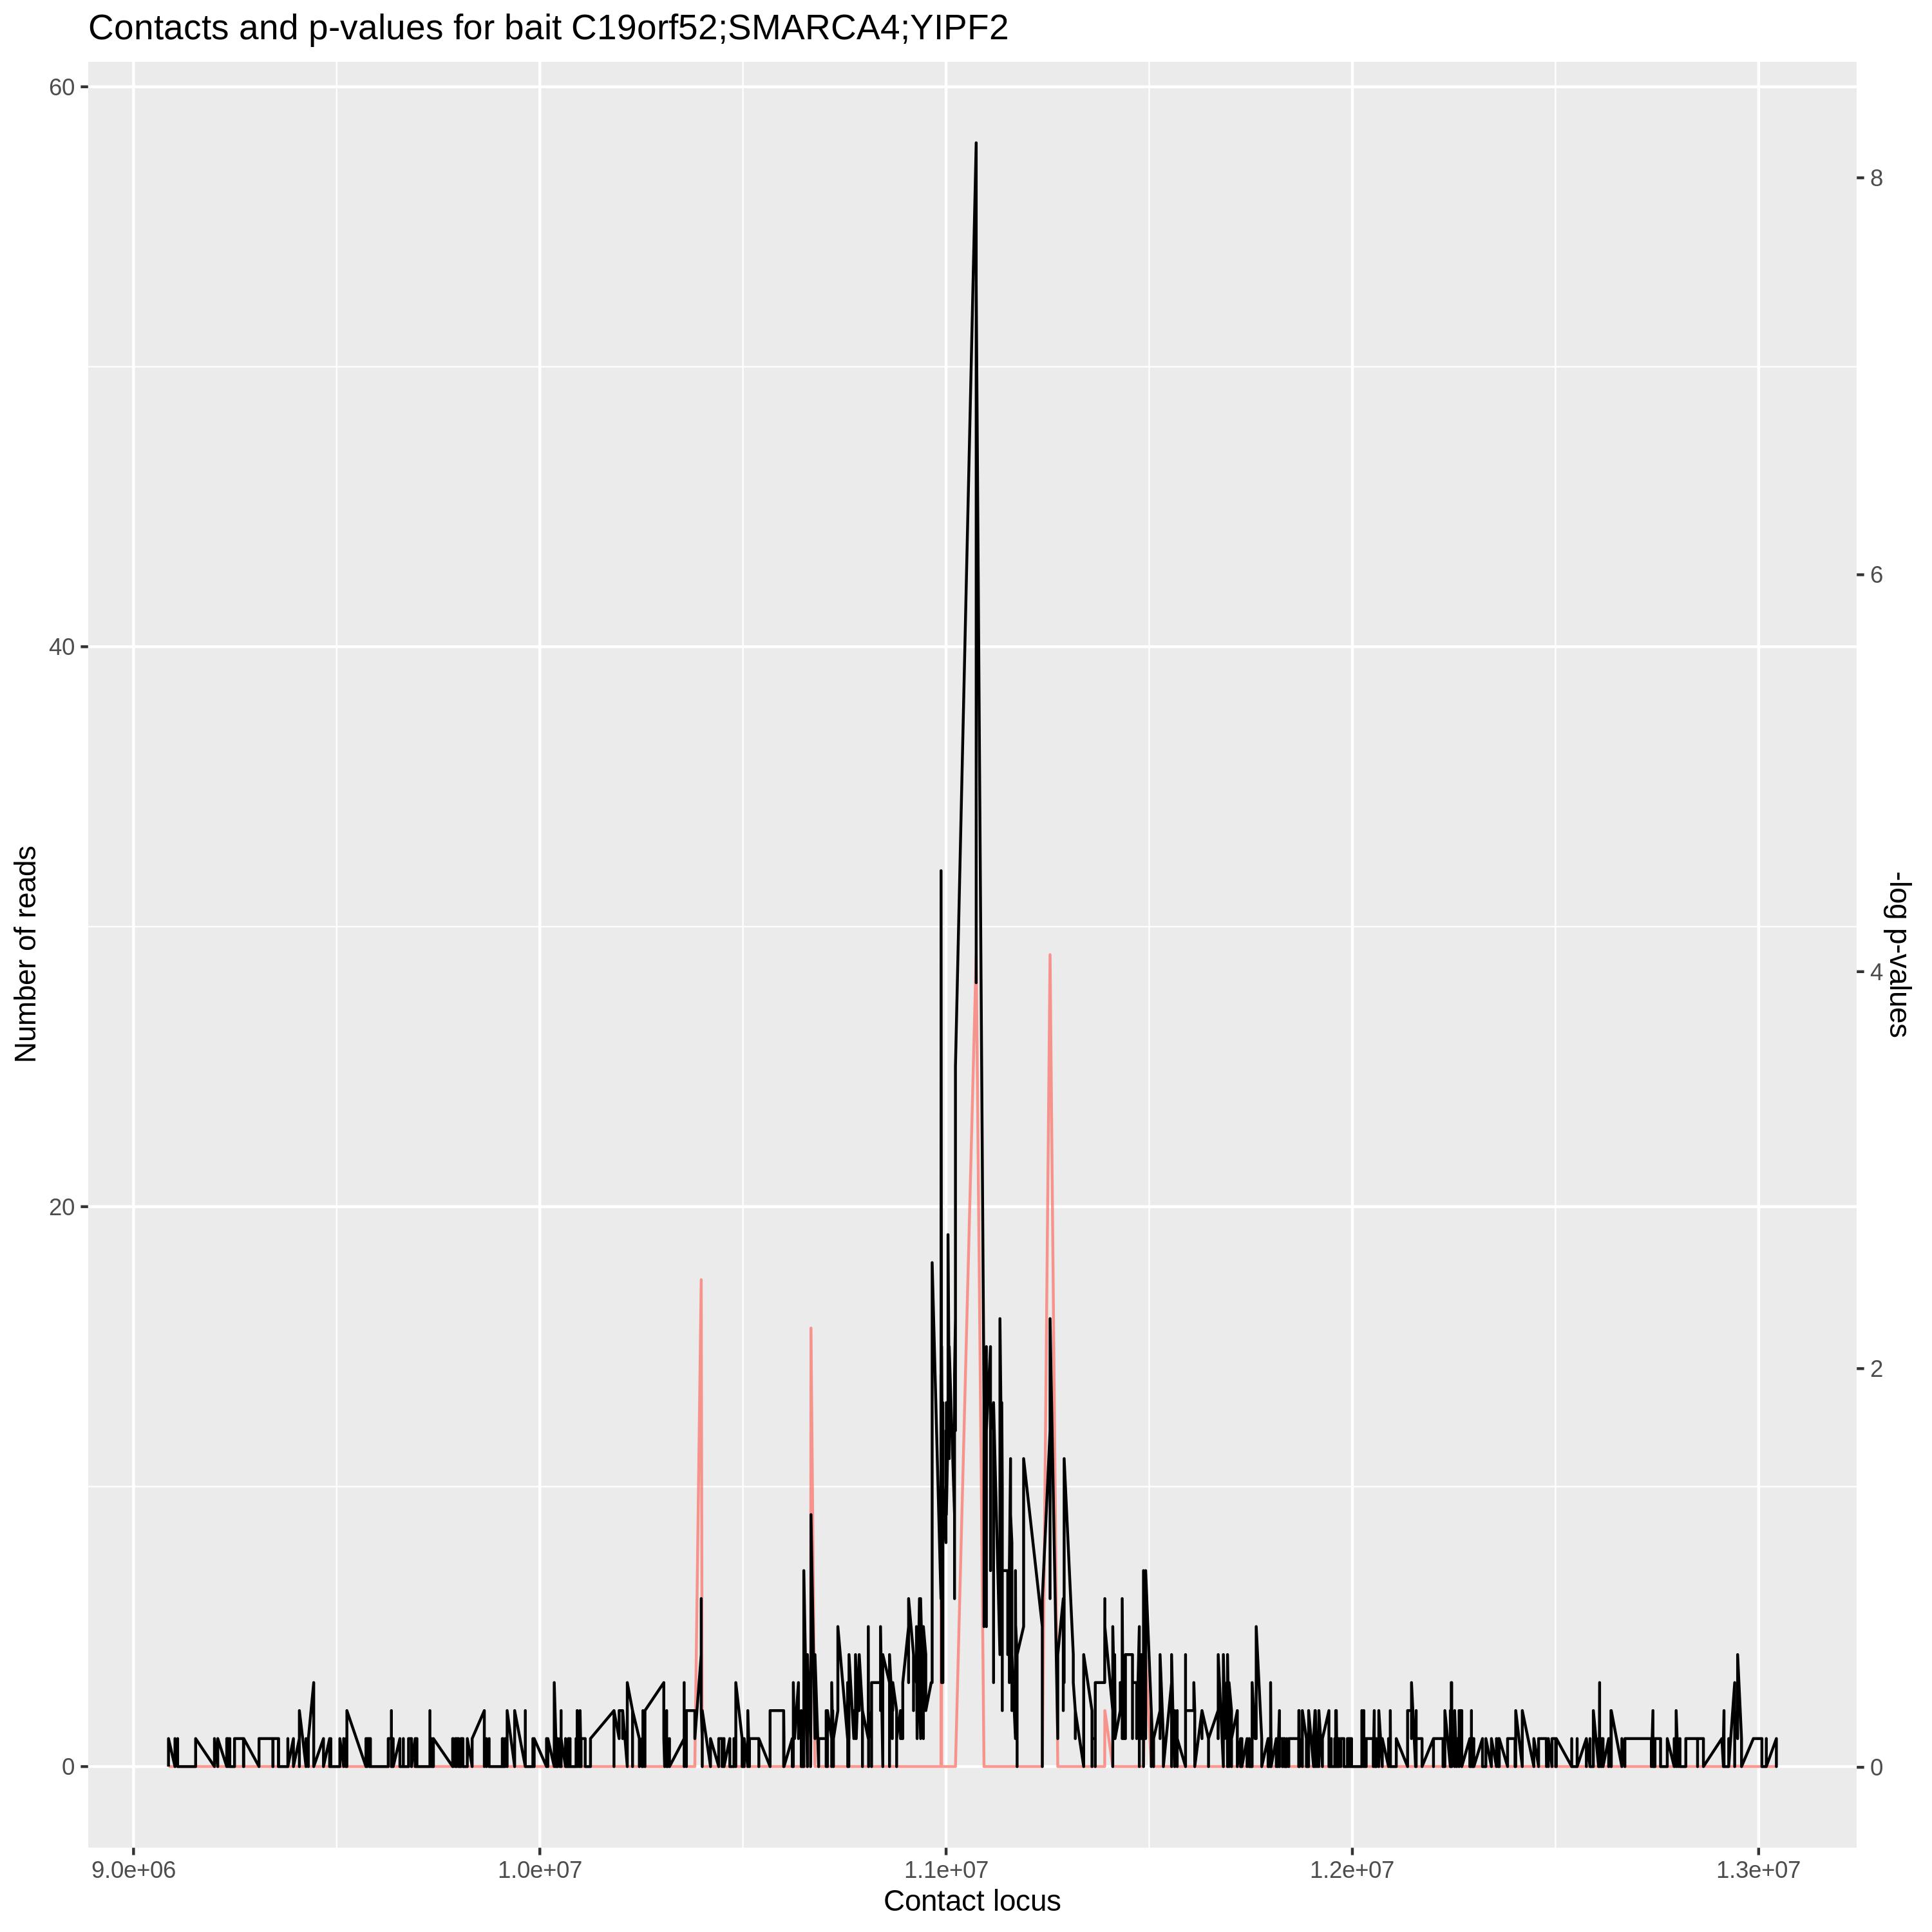 Contacts and p-values for bait C19orf52;SMARCA4;YIPF2
60
40
20
0
Number of reads
8
6
4
2
0
-log p-values
9.0e+06 1.0e+07 1.1e+07 1.2e+07 1.3e+07
Contact locus